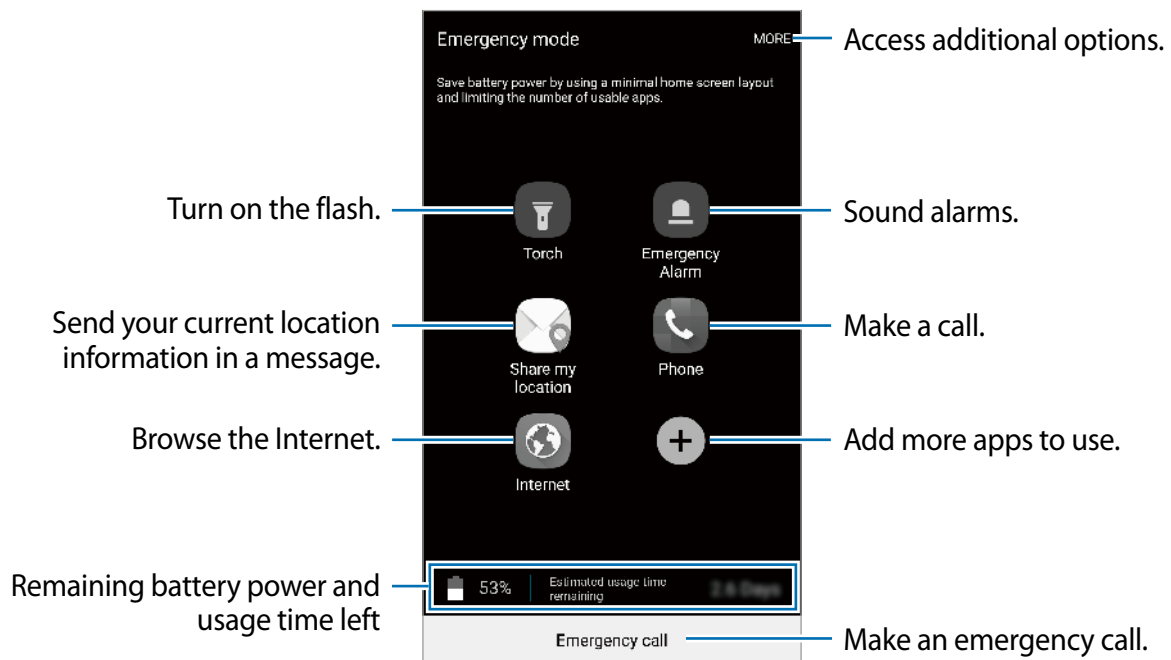 Emergency mode
MORE
Access additional options.
Save battery power by using a minimal home screen layout
and limiting the number of usable apps.
Turn on the flash.
Torch
Emergency
Alarm
Sound alarms.
Send your current location
information in a message.
Share my
location
Phone
Make a call.
Browse the Internet.
Internet
Add more apps to use.
Remaining battery power and
usage time left
53%
Estimated usage time
remaining
2.6 Days
Emergency call
Make an emergency call.